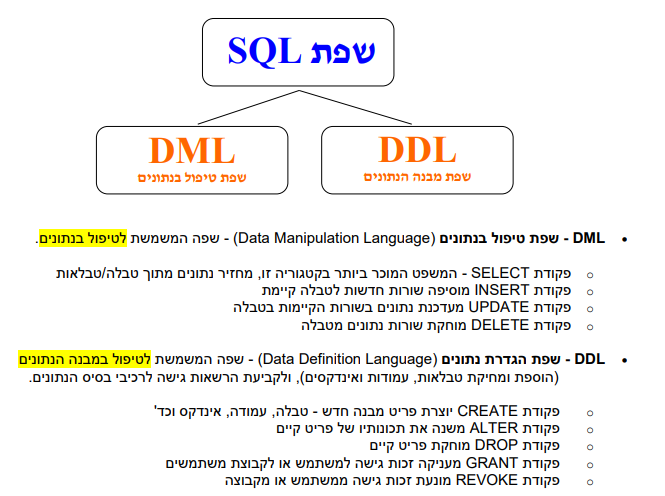 שפת SQL
DDL
שפת מבנה הנתונים
DML
שפת טיפול בנתונים
• DML - שפת טיפול בנתונים (Data Manipulation Language) - שפה המשמשת לטיפול בנתונים.
o פקודת SELECT - המשפט המוכר ביותר בקטגוריה זו, מחזיר נתונים מתוך טבלה/טבלאות
o פקודת INSERT מוסיפה שורות חדשות לטבלה קיימת
o פקודת UPDATE מעדכנת נתונים בשורות הקיימות בטבלה
o פקודת DELETE מוחקת שורות נתונים מטבלה
• DDL - שפת הגדרת נתונים (Data Definition Language) - שפה המשמשת לטיפול במבנה הנתונים
(הוספת ומחיקת טבלאות, עמודות ואינדקסים), ולקביעת הרשאות גישה לרכיבי בסיס הנתונים.
o פקודת CREATE יוצרת פריט מבנה חדש - טבלה, עמודה, אינדקס וכד'
o פקודת ALTER משנה את תכונותיו של פריט קיים
o פקודת DROP מוחקת פריט קיים
o פקודת GRANT מעניקה זכות גישה למשתמש או לקבוצת משתמשים
o פקודת REVOKE מונעת זכות גישה ממשתמש או מקבוצה